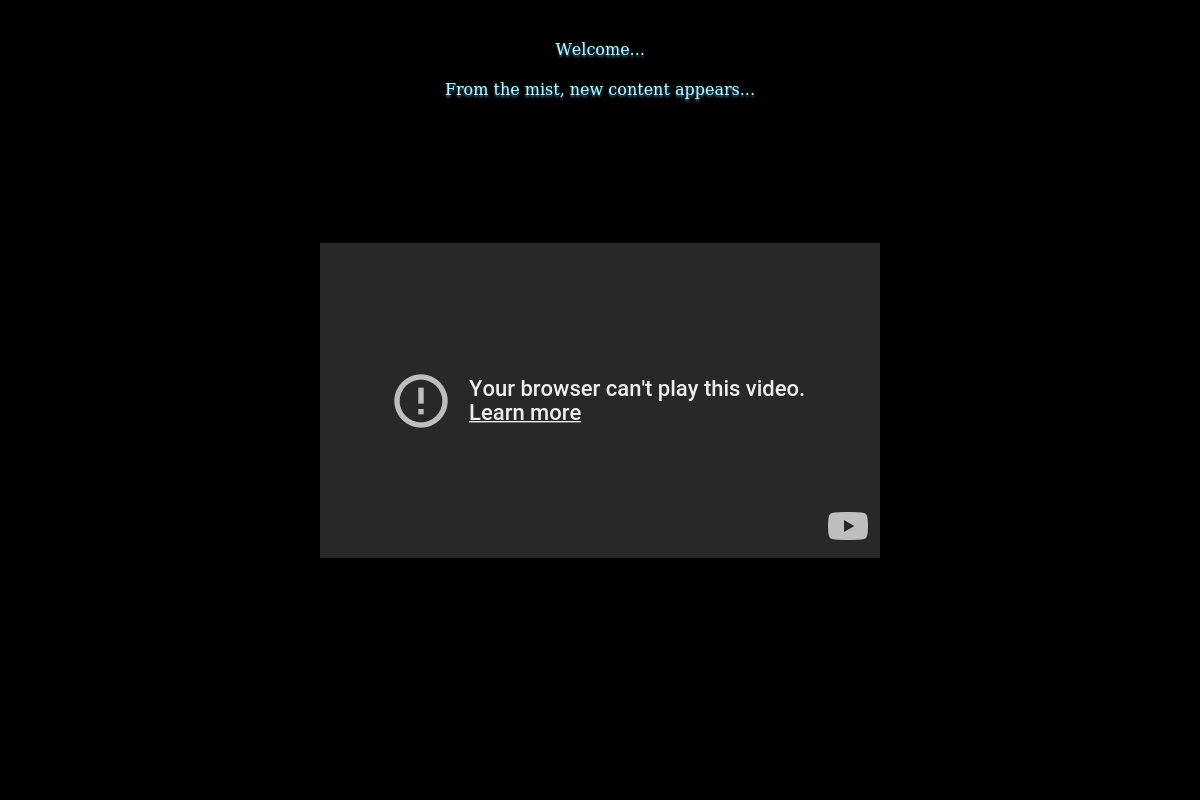 Welcome...
From the mist, new content appears...
Your browser can't play this video.
Learn more